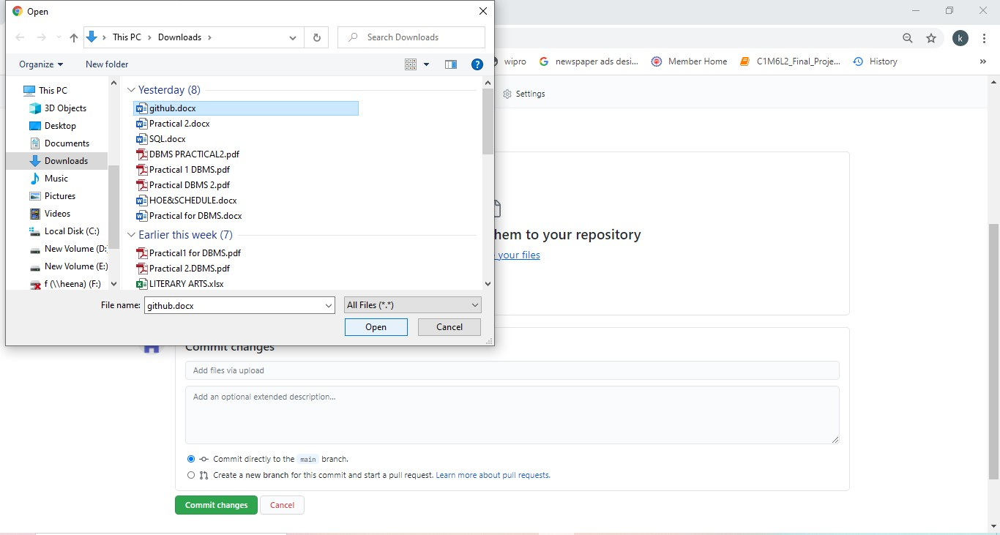 Open
This PC > Downloads >
Search Downloads
Organize
New folder
This PC
3D Objects
Desktop
Documents
Downloads
Music
Pictures
Videos
Local Disk (C:)
New Volume (D:
New Volume (E:)
f (\\heena) (F:)
Yesterday (8)
github.docx
Practical 2.docx
SQL.docx
DBMS PRACTICAL2.pdf
Practical 1 DBMS.pdf
Practical DBMS 2.pdf
HOE&SCHEDULE.docx
Practical for DBMS.docx
Earlier this week (7)
Practical1 for DBMS.pdf
Practical 2.DBMS.pdf
LITERARY ARTS.xlsx
File name: github.docx
All Files (*.*)
Open
Cancel
k
wipro
newspaper ads desi...
Member Home
C1M6L2_Final_Proje...
History
»
Settings
hem to your repository
your files
Commit changes
Add files via upload
Add an optional extended description...
Commit directly to the main branch.
Create a new branch for this commit and start a pull request. Learn more about pull requests.
Commit changes
Cancel